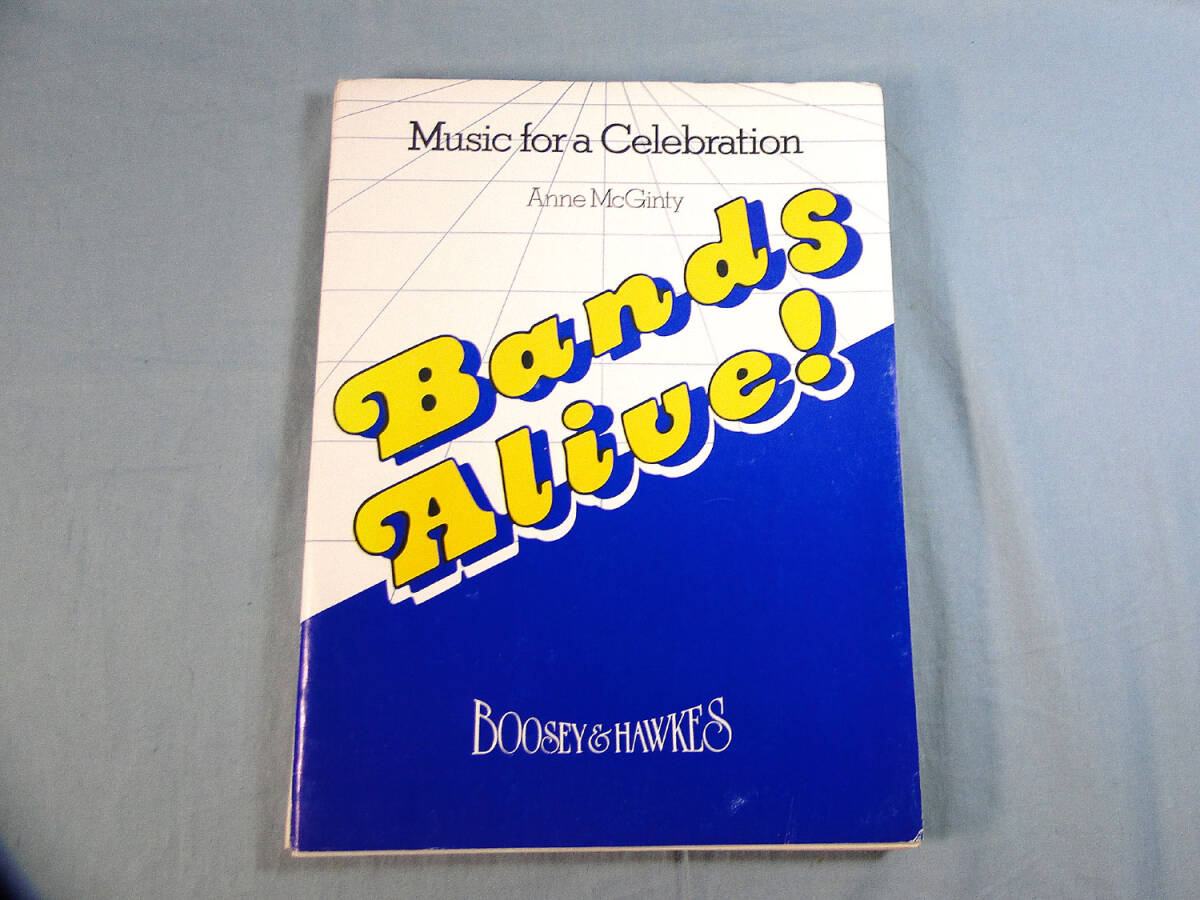 Music for a Celebration
Anne McGinty
Bands
Alive!
BOOSEY & HAWKES